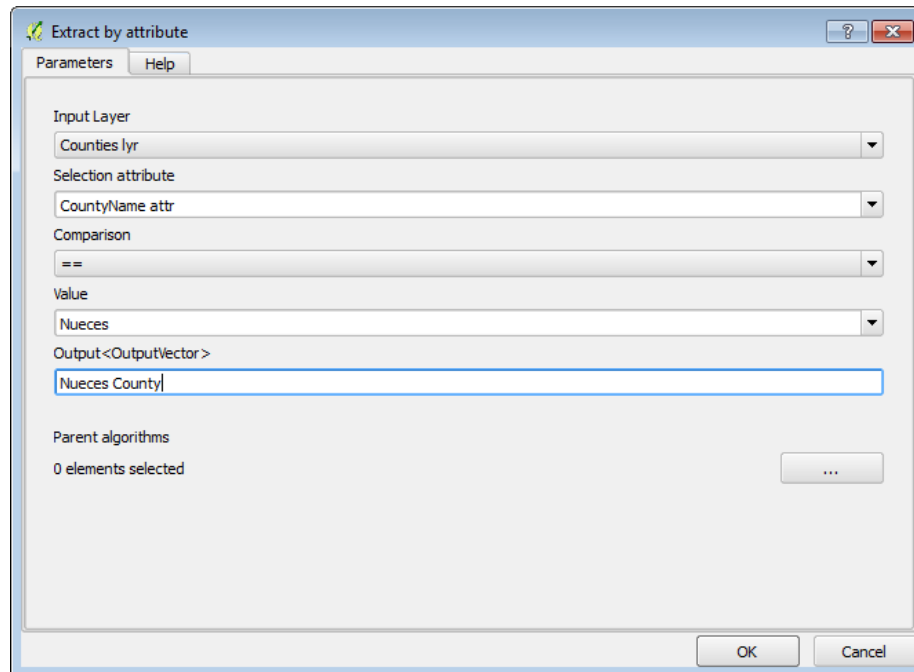 Extract by attribute
Parameters Help
Input Layer
Counties lyr
Selection attribute
CountyName attr
Comparison
==
Value
Nueces
Output<OutputVector>
Nueces County
Parent algorithms
0 elements selected ...
OK Cancel